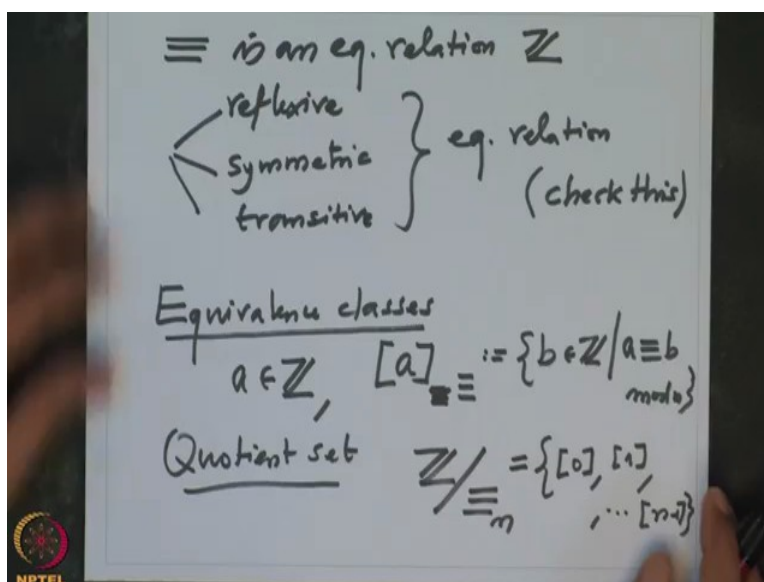 ≡ is an eq. relation ℤ
reflexive
symmetric
transitive
} eq. relation
(check this)
Equivalence classes
a ∈ ℤ, [a]≡ := {b ∈ ℤ / a ≡ b mod n}
Quotient set ℤ/≡n = {[0], [1],
, ... [n-1]}
NPTEL